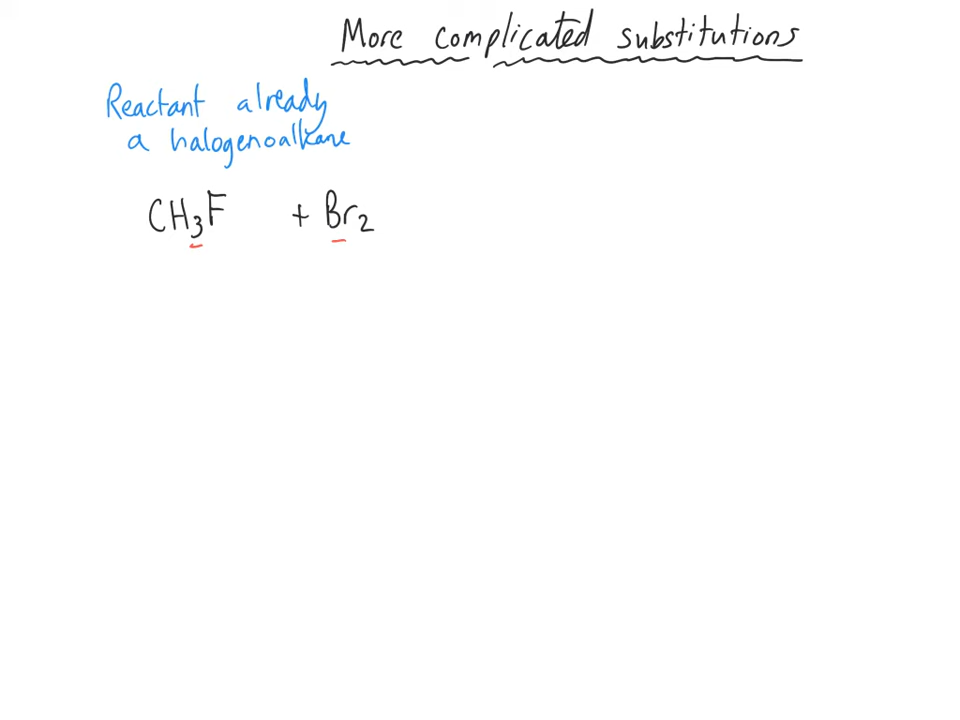 More complicated substitutions
Reactant already
a halogenoalkane
CH₃F + Br₂